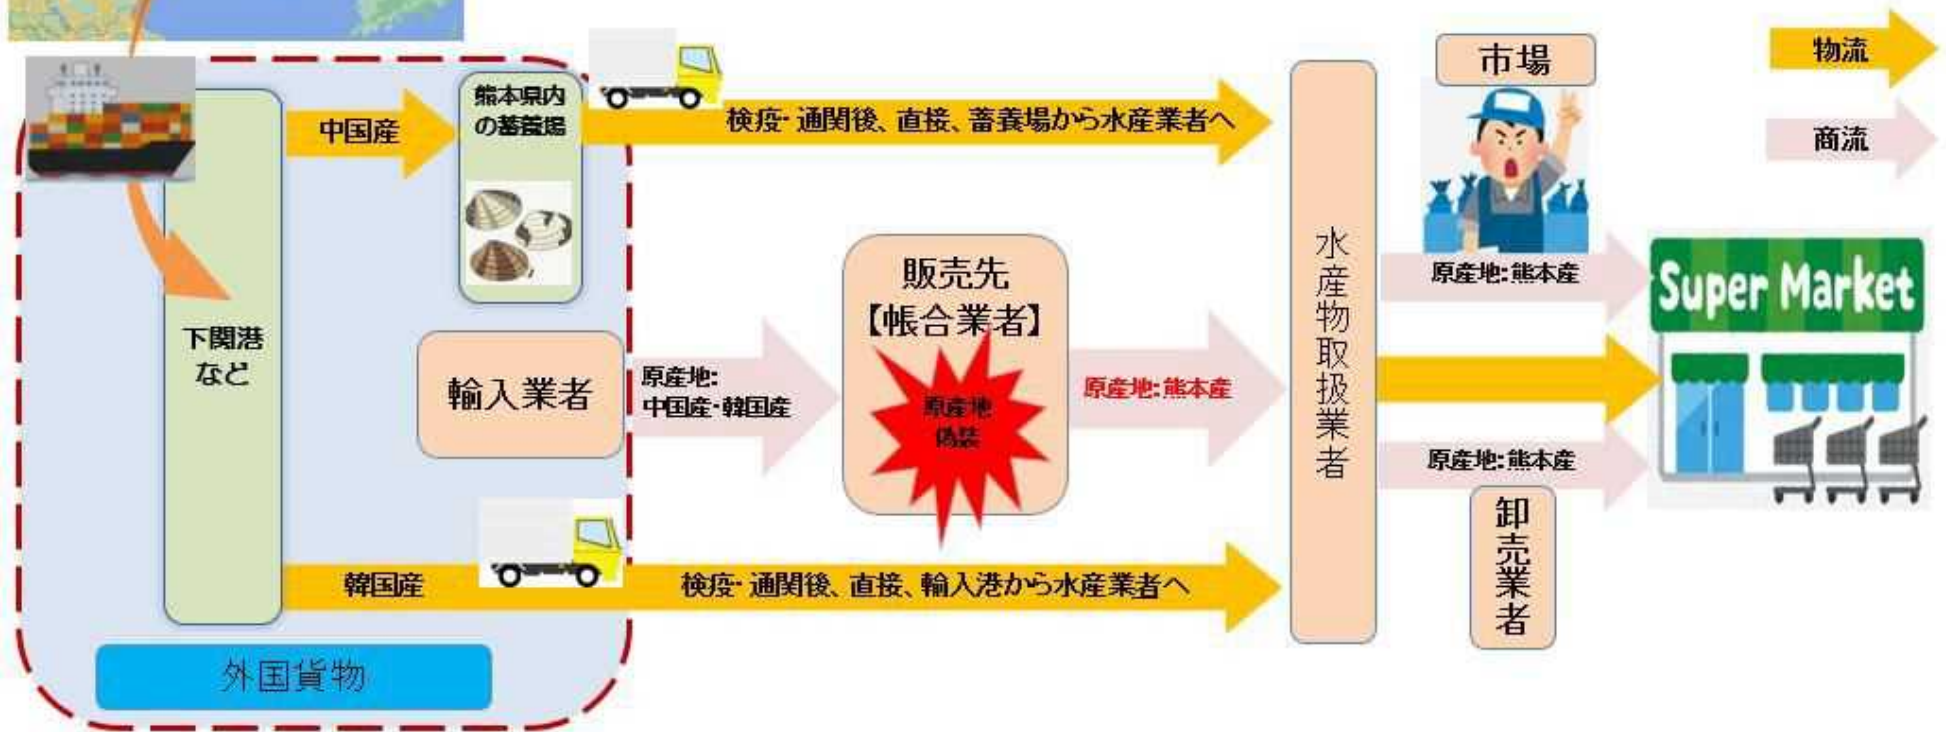 下関港
など
中国産
熊本県内
の蓄養場
検疫・通関後、直接、蓄養場から水産業者へ
輸入業者
原産地:
中国産・韓国産
販売先
【帳合業者】
原産地
偽装
原産地:熊本産
韓国産
検疫・通関後、直接、輸入港から水産業者へ
外国貨物
水産物取扱業者
市場
原産地:熊本産
原産地:熊本産
卸売業者
Super Market
物流
商流